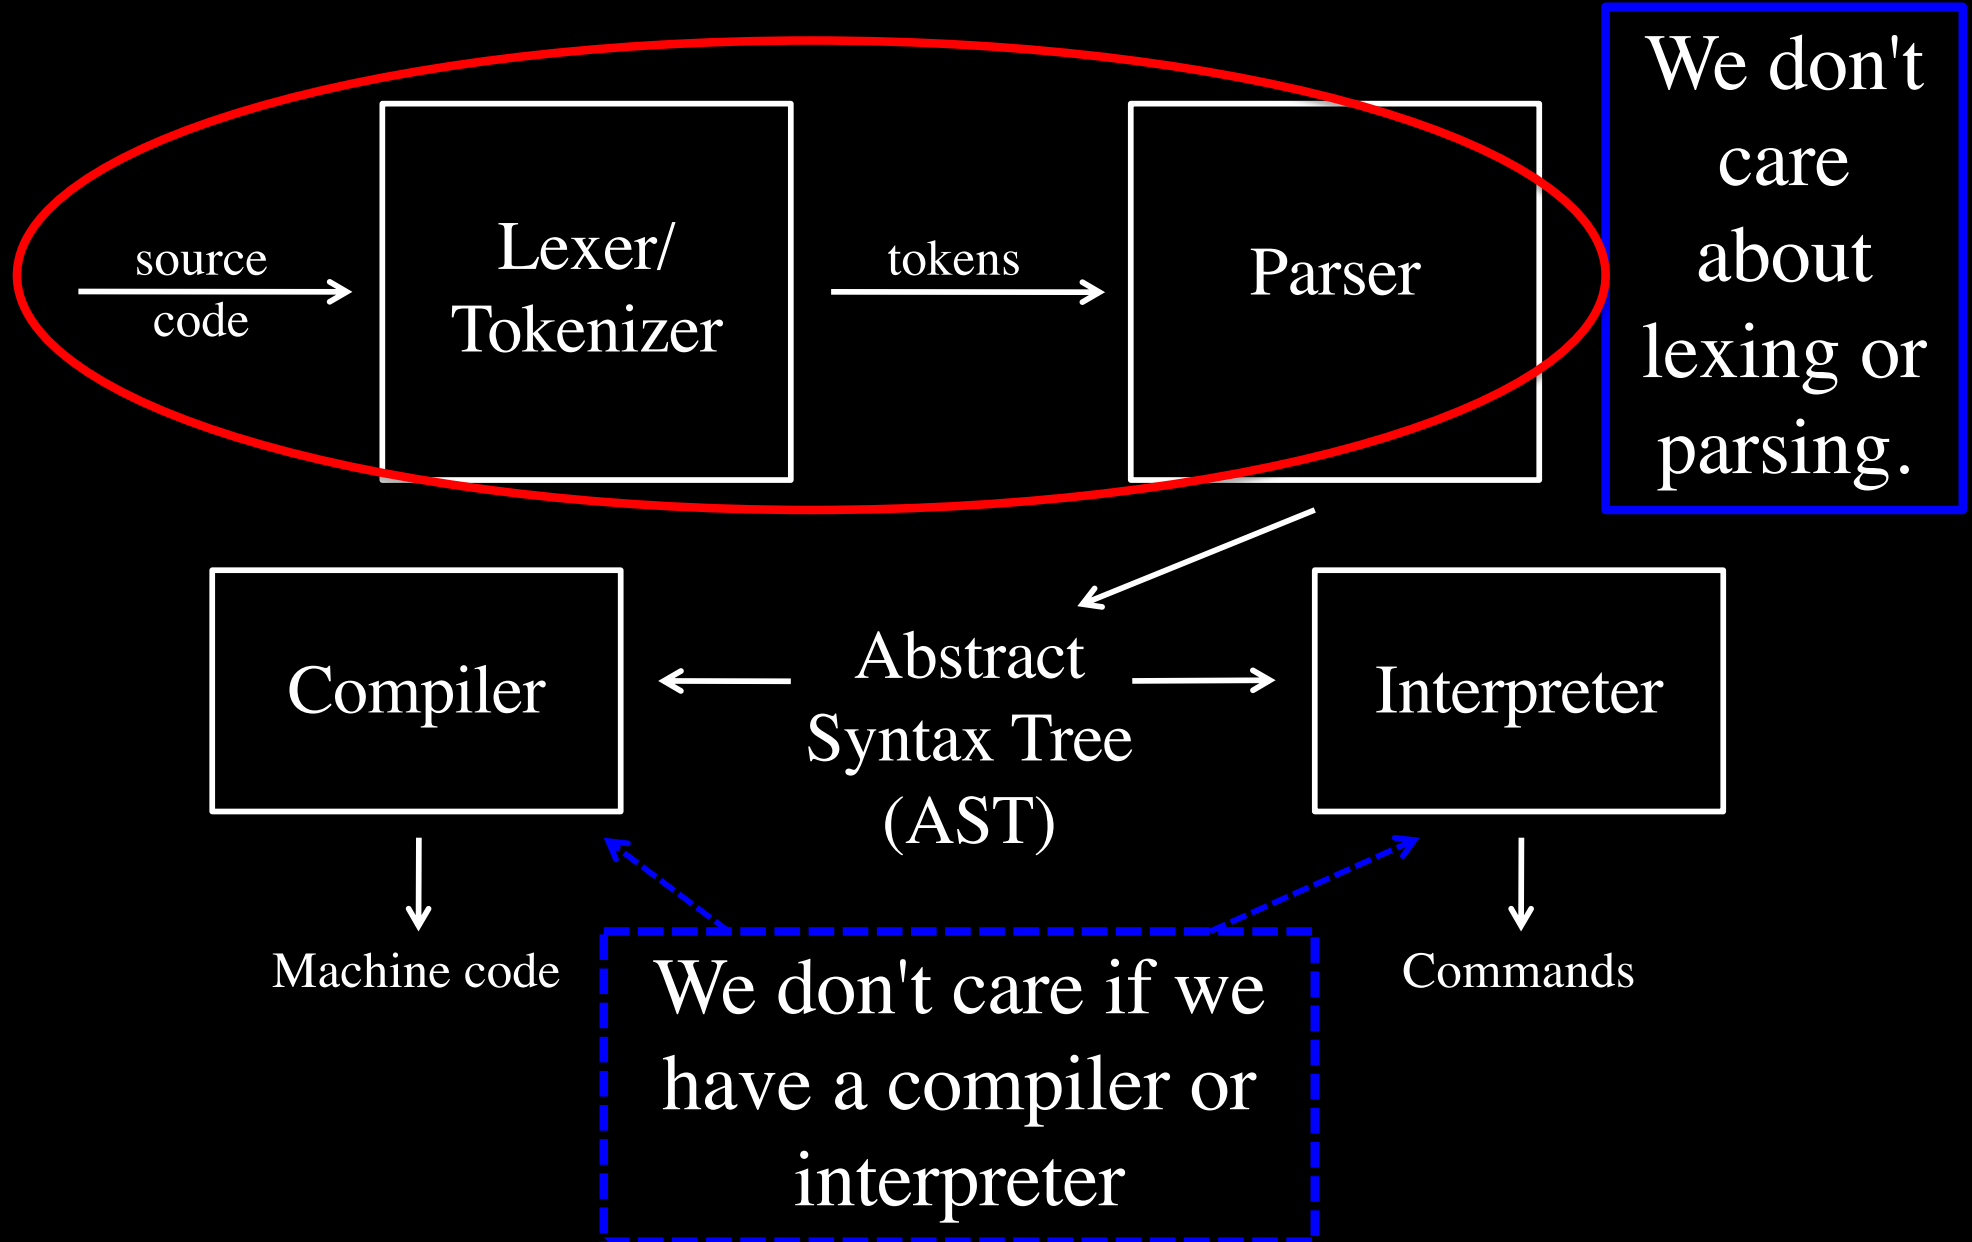 source
code
Lexer/
Tokenizer
tokens
Parser
We don't
care
about
lexing or
parsing.
Compiler
Abstract
Syntax Tree
(AST)
Interpreter
Machine code
We don't care if we
have a compiler or
interpreter
Commands